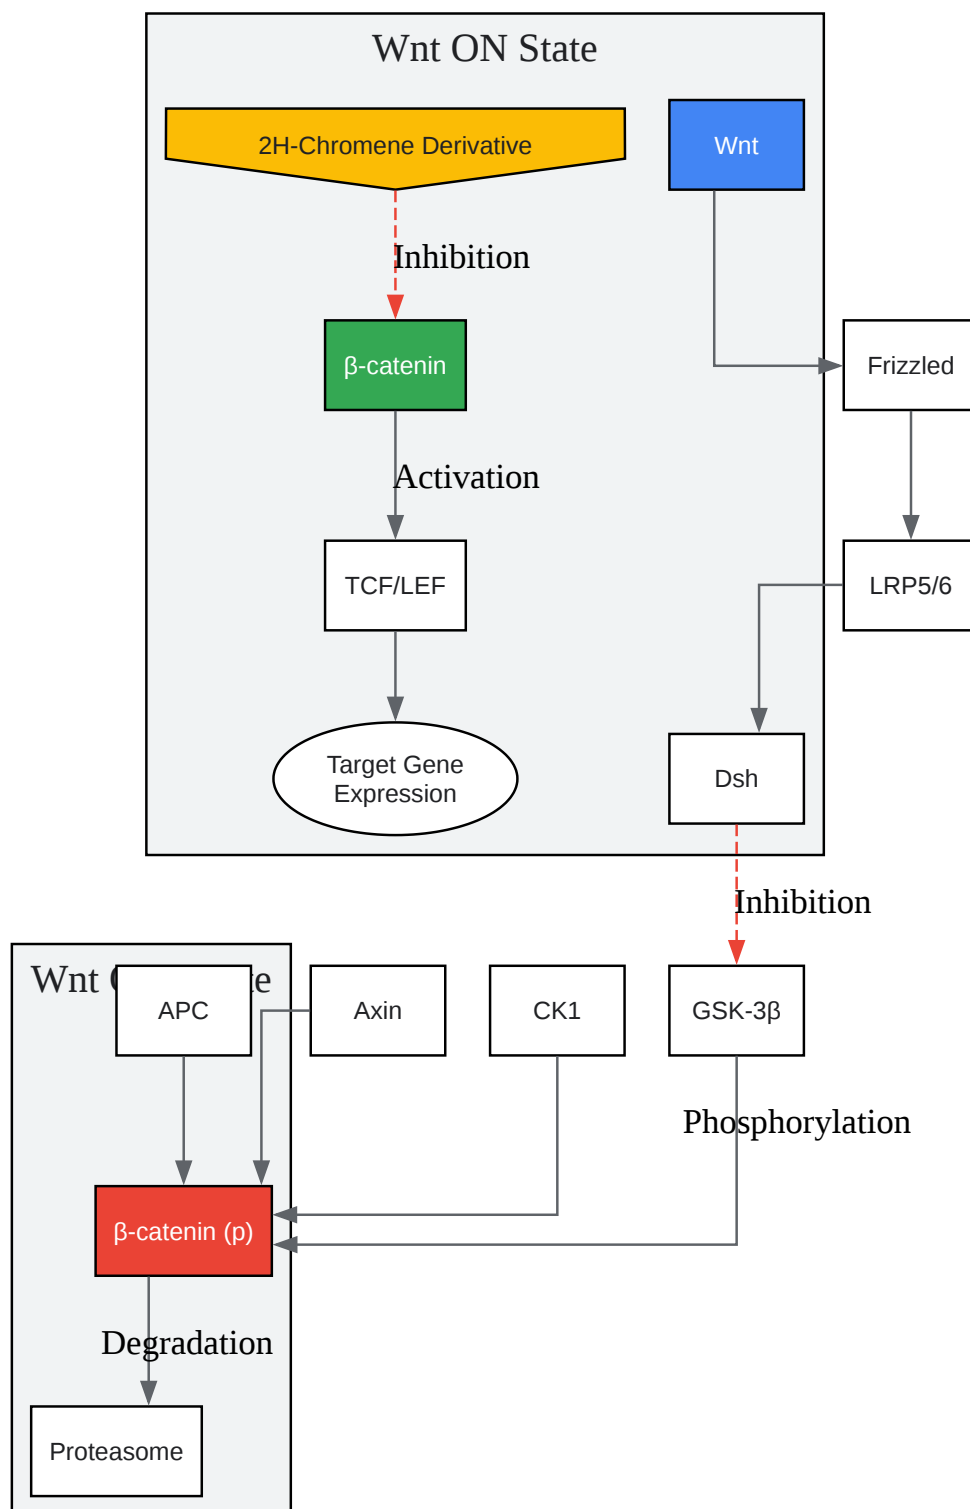 Wnt ON State
2H-Chromene Derivative
Wnt
Inhibition
β-catenin
Frizzled
Activation
TCF/LEF
LRP5/6
Target Gene
Expression
Dsh
Inhibition
Wnt
APC
Axin
CK1
GSK-3β
Phosphorylation
β-catenin (p)
Degradation
Proteasome